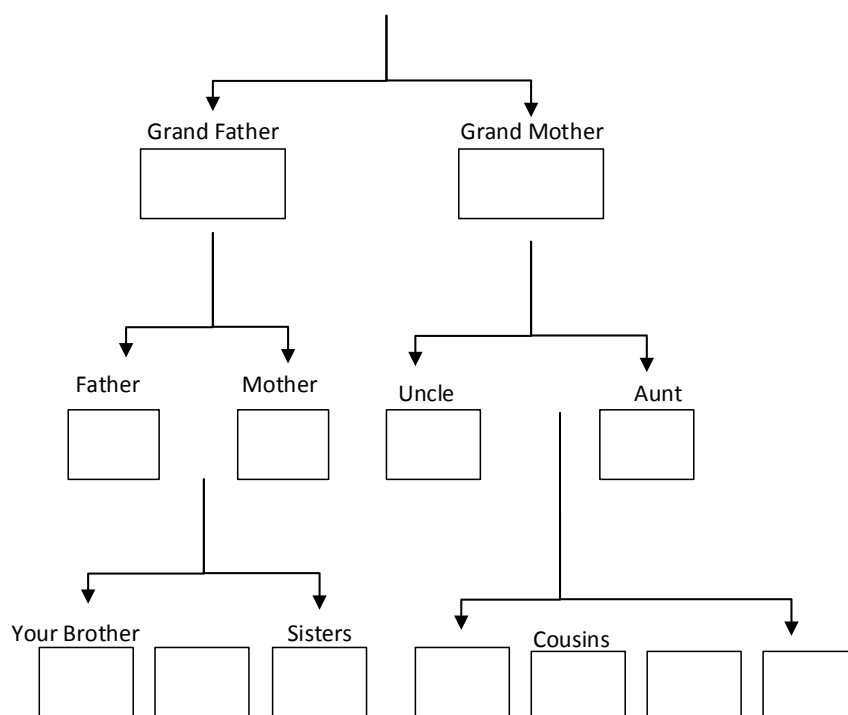 Grand Father
Grand Mother
Father
Mother
Uncle
Aunt
Your Brother
Sisters
Cousins